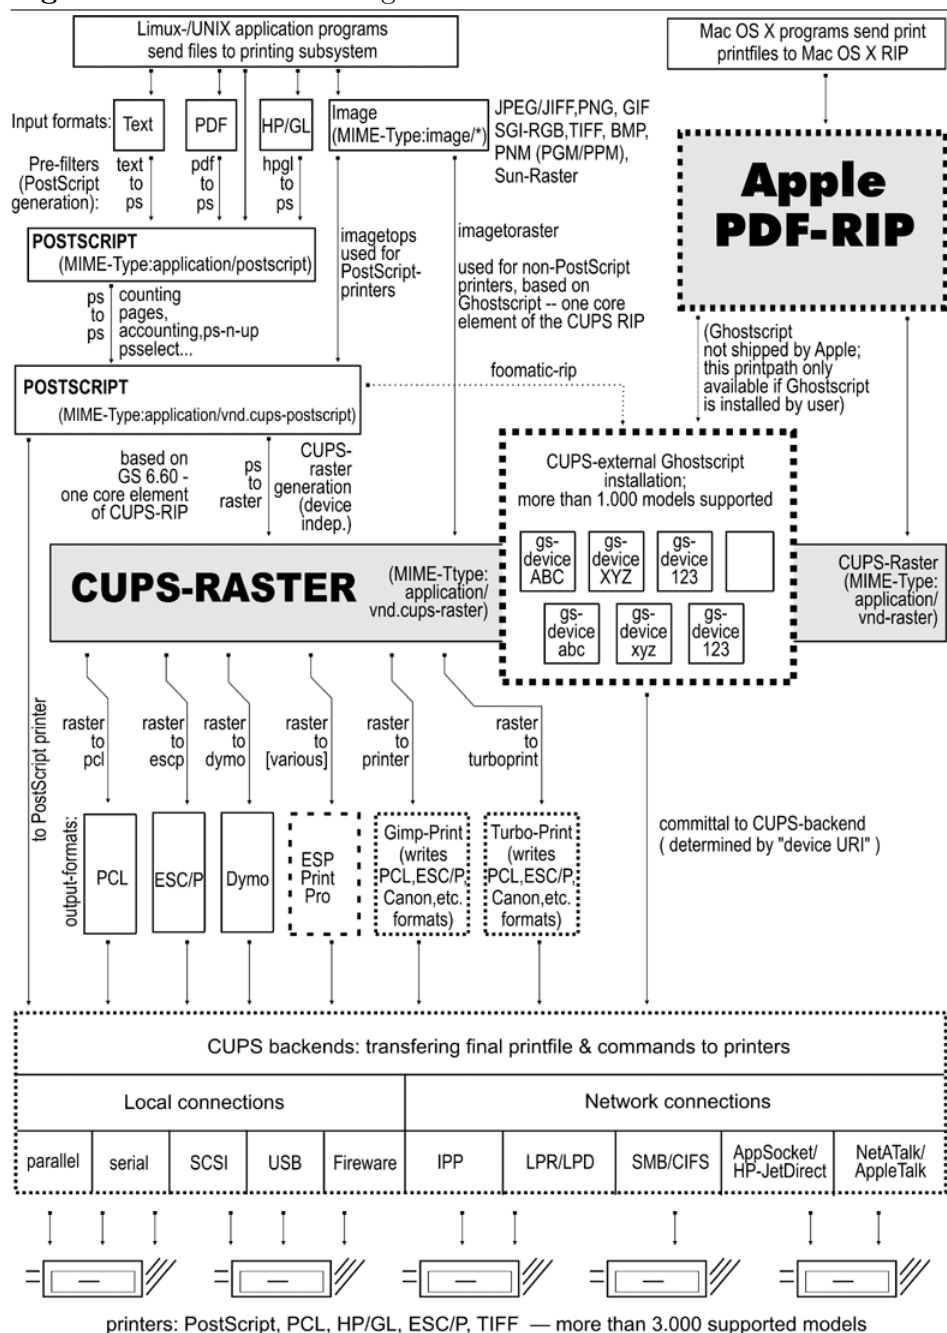 Limux-/UNIX application programs
send files to printing subsystem
Mac OS X programs send print
printfiles to Mac OS X RIP
Input formats:
Text
PDF
HP/GL
Image
(MIME-Type:image/*)
JPEG/JIFF,PNG, GIF
SGI-RGB,TIFF, BMP,
PNM (PGM/PPM),
Sun-Raster
Apple
PDF-RIP
Pre-filters
(PostScript
generation):
text
to
ps
pdf
to
ps
hpgl
to
ps
POSTSCRIPT
(MIME-Type:application/postscript)
imagetops
used for
PostScript-
printers
imagetoraster
used for non-PostScript
printers, based on
Ghostscript -- one core
element of the CUPS RIP
ps
to
ps
counting
pages,
accounting,ps-n-up
psselect...
(Ghostscript
not shipped by Apple;
this printpath only
available if Ghostscript
is installed by user)
foomatic-rip
POSTSCRIPT
(MIME-Type:application/vnd.cups-postscript)
based on
GS 6.60 -
one core element
of CUPS-RIP
ps
to
raster
CUPS-
raster
generation
(device
indep.)
CUPS-external Ghostscript
installation;
more than 1.000 models supported
gs-
device
ABC
gs-
device
XYZ
gs-
device
123
gs-
device
abc
gs-
device
xyz
gs-
device
123
CUPS-RASTER
(MIME-Ttype:
application/
vnd.cups-raster)
CUPS-Raster
(MIME-Type:
application/
vnd-raster)
to PostScript printer
raster
to
pcl
raster
to
escp
raster
to
dymo
raster
to
[various]
raster
to
printer
raster
to
turboprint
output-formats:
PCL
ESC/P
Dymo
ESP
Print
Pro
Gimp-Print
(writes
PCL,ESC/P,
Canon,etc.
formats)
Turbo-Print
(writes
PCL,ESC/P,
Canon,etc.
formats)
committal to CUPS-backend
( determined by "device URI" )
CUPS backends: transfering final printfile & commands to printers
Local connections
Network connections
parallel
serial
SCSI
USB
Fireware
IPP
LPR/LPD
SMB/CIFS
AppSocket/
HP-JetDirect
NetATalk/
AppleTalk
printers: PostScript, PCL, HP/GL, ESC/P, TIFF — more than 3.000 supported models